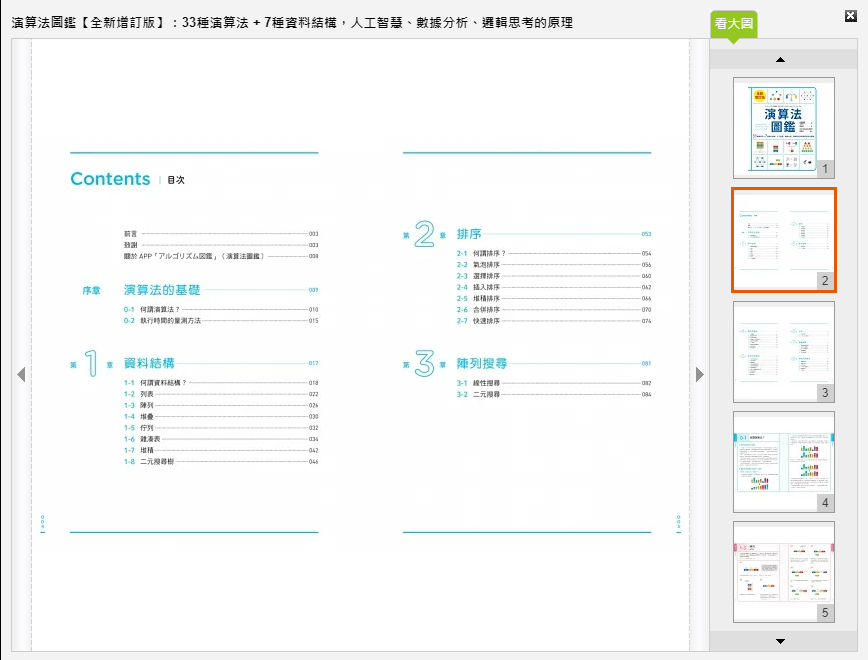 演算法圖鑑【全新增訂版】：33種演算法 + 7種資料結構，人工智慧、數據分析、邏輯思考的原理
看大圖
Contents | 目次
前言 003
致謝 003
關於 APP「アルゴリズム図鑑」（演算法圖鑑） 008
序章 演算法的基礎 009
0-1 何謂演算法？ 010
0-2 執行時間的量測方法 015
第 1 章 資料結構 017
1-1 何謂資料結構？ 018
1-2 列表 022
1-3 陣列 026
1-4 堆疊 030
1-5 佇列 032
1-6 雜湊表 034
1-7 堆積 042
1-8 二元搜尋樹 046
004
第 2 章 排序 053
2-1 何謂排序？ 054
2-2 氣泡排序 056
2-3 選擇排序 060
2-4 插入排序 062
2-5 堆積排序 066
2-6 合併排序 070
2-7 快速排序 074
第 3 章 陣列搜尋 081
3-1 線性搜尋 082
3-2 二元搜尋 084
005
演算法
圖鑑
1
2
3
4
5